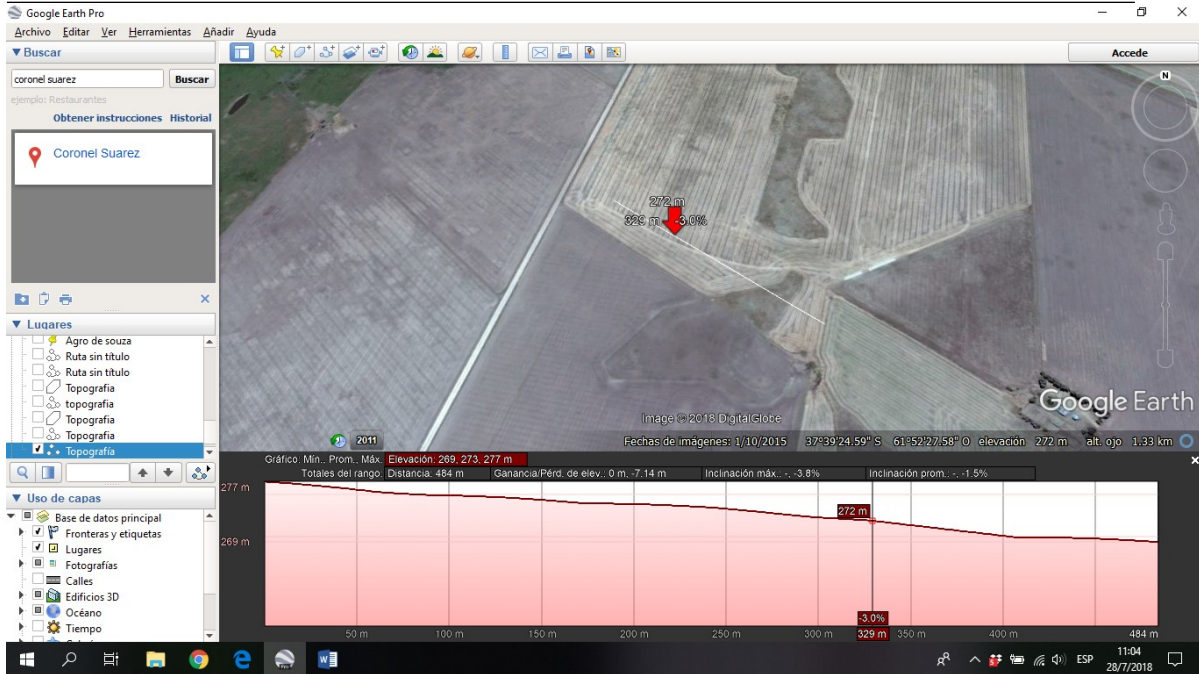 Google Earth Pro
Archivo Editar Ver Herramientas Añadir Ayuda
Buscar
Accede
coronel suarez
Buscar
ejemplo: Restaurantes
Obtener instrucciones Historial
Coronel Suarez
Lugares
Agro de souza
Ruta sin título
Ruta sin título
Topografia
topografia
Topografia
Topografia
Topografía
Uso de capas
Base de datos principal
Fronteras y etiquetas
Lugares
Fotografías
Calles
Edificios 3D
Océano
Tiempo
N
272 m
329 m -3.0%
Google Earth
Image © 2018 DigitalGlobe
2011
Fechas de imágenes: 1/10/2015 37°39'24.59" S 61°52'27.58" O elevación 272 m alt. ojo 1.33 km
Gráfico: Mín., Prom., Máx. Elevación: 269, 273, 277 m
Totales del rango: Distancia: 484 m Ganancia/Pérd. de elev.: 0 m, -7.14 m Inclinación máx.: -, -3.8% Inclinación prom.: -, -1.5%
277 m
272 m
269 m
-3.0%
50 m 100 m 150 m 200 m 250 m 300 m 329 m 350 m 400 m 484 m
ESP
11:04
28/7/2018